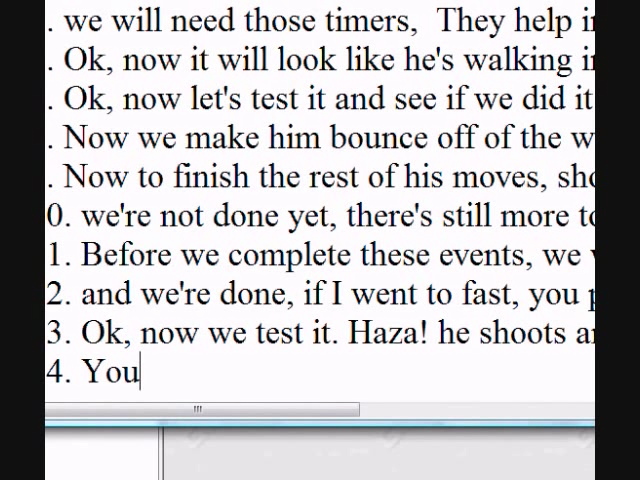 . we will need those timers, They help
. Ok, now it will look like he's walking
. Ok, now let's test it and see if we did it
. Now we make him bounce off of the
. Now to finish the rest of his moves,
0. we're not done yet, there's still more
1. Before we complete these events, we
2. and we're done, if I went to fast, you
3. Ok, now we test it. Haza! he shoots
4. You